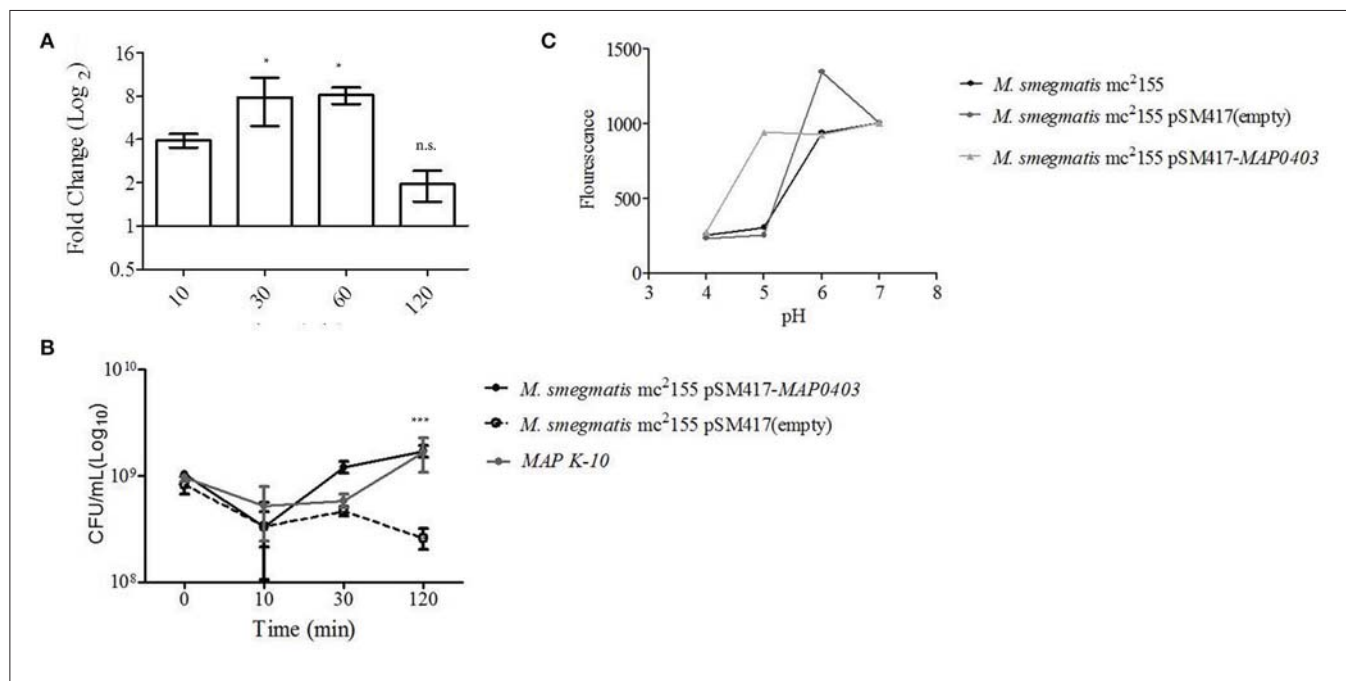 A
Fold Change (Log 2)
16
8
4
2
1
0.5
*
*
n.s.
10
30
60
120
B
CFU/mL(Log10)
10^10
10^9
10^8
***
0
10
30
120
Time (min)
M. smegmatis mc²155 pSM417-MAP0403
M. smegmatis mc²155 pSM417(empty)
MAP K-10
C
Flourescence
1500
1000
500
0
3
4
5
6
7
8
pH
M. smegmatis mc²155
M. smegmatis mc²155 pSM417(empty)
M. smegmatis mc²155 pSM417-MAP0403